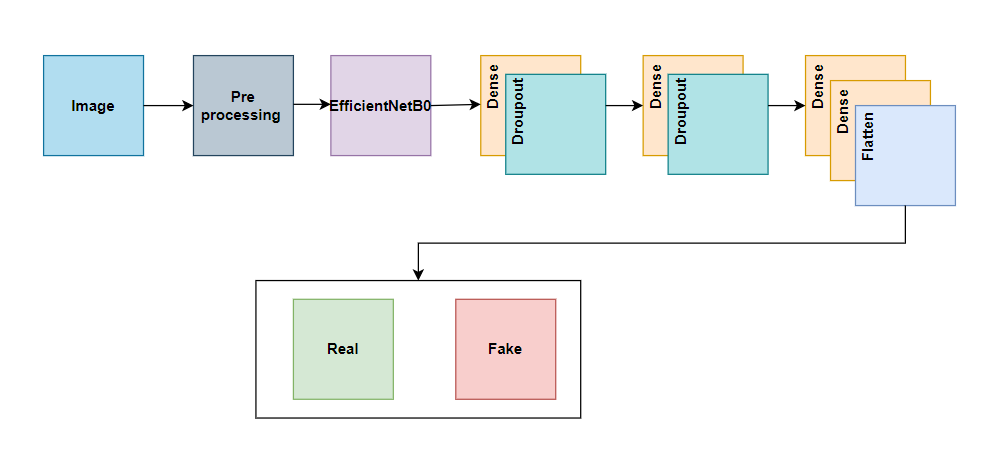 Image
Pre
processing
EfficientNetB0
Dense
Droupout
Dense
Droupout
Dense
Dense
Flatten
Real
Fake